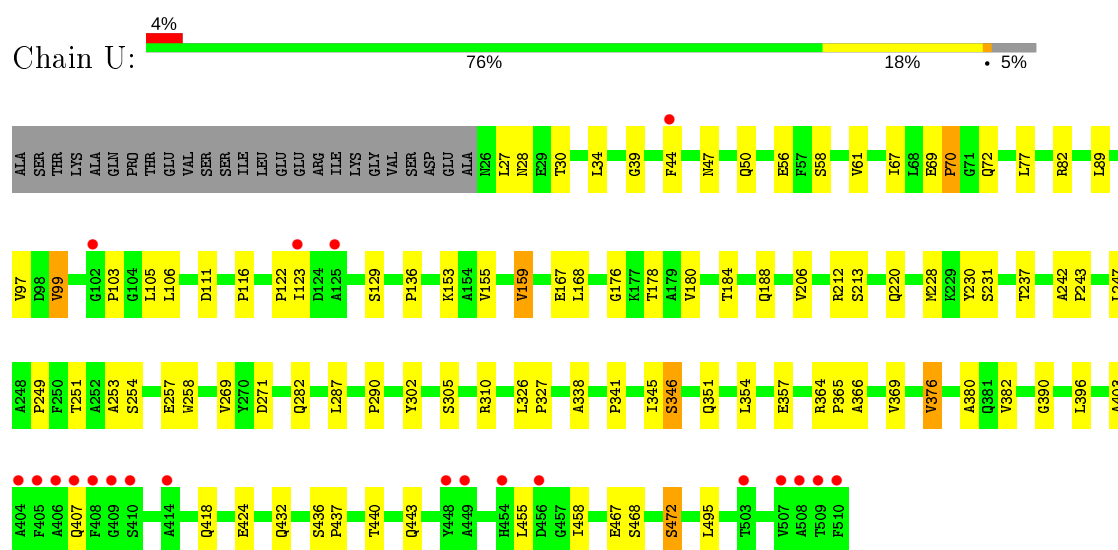 4%
Chain U:
76% 18% • 5%
ALA SER THR LYS ALA GLN PRO THR GLU VAL SER SER ILE LEU GLU GLU ARG ILE LYS GLY VAL SER ASP GLU ALA N26 L27 N28 E29 T30 L34 G39 F44 N47 Q50 E56 F57 S58 V61 I67 L68 E69 P70 G71 Q72 L77 R82 L89
V97 D98 V99 G102 P103 G104 L105 L106 D111 P116 P122 I123 D124 A125 S129 P136 K153 A154 V155 V159 E167 L168 G176 K177 T178 A179 V180 T184 Q188 V206 R212 S213 Q220 M228 K229 Y230 S231 T237 A242 P243 L247
A248 P249 F250 T251 A252 A253 S254 E257 W258 V269 Y270 D271 Q282 L287 P290 Y302 S305 R310 L326 P327 A338 P341 I345 S346 Q351 L354 E357 R364 P365 A366 V369 V376 A380 Q381 V382 G390 L396 A403
A404 F405 A406 Q407 F408 G409 S410 A414 Q418 E424 Q432 S436 P437 T440 Q443 Y448 A449 H454 L455 D456 G457 I458 E467 S468 S472 L495 T503 V507 A508 T509 F510